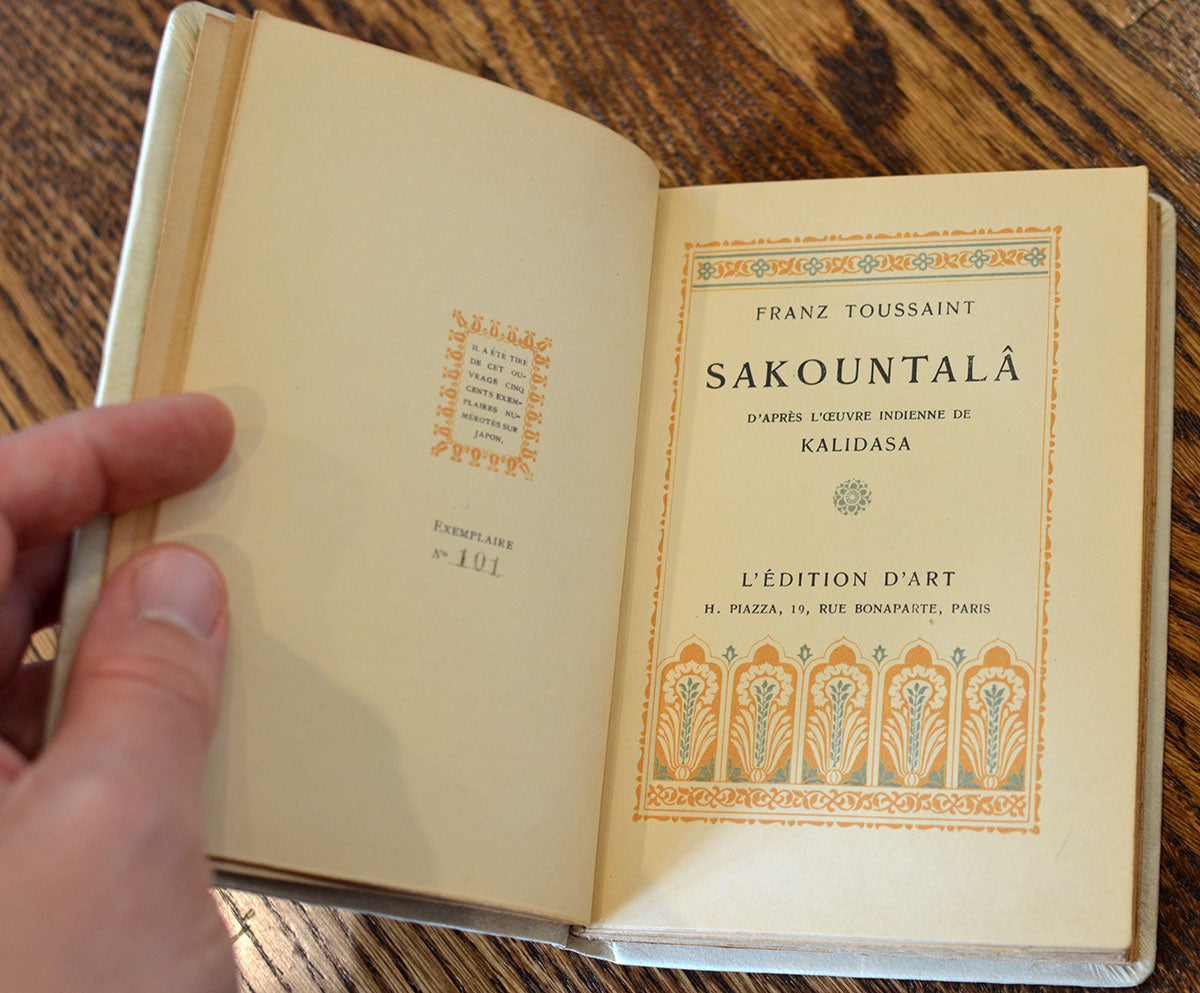 IL A ÉTÉ TIRÉ
DE CET OU-
VRAGE CINQ
CENTS EXEM-
PLAIRES NU-
MÉROTÉS SUR
JAPON.
EXEMPLAIRE
Nº 101
FRANZ TOUSSAINT
SAKOUNTALÂ
D'APRÈS L'ŒUVRE INDIENNE DE
KALIDASA
L'ÉDITION D'ART
H. PIAZZA, 19, RUE BONAPARTE, PARIS